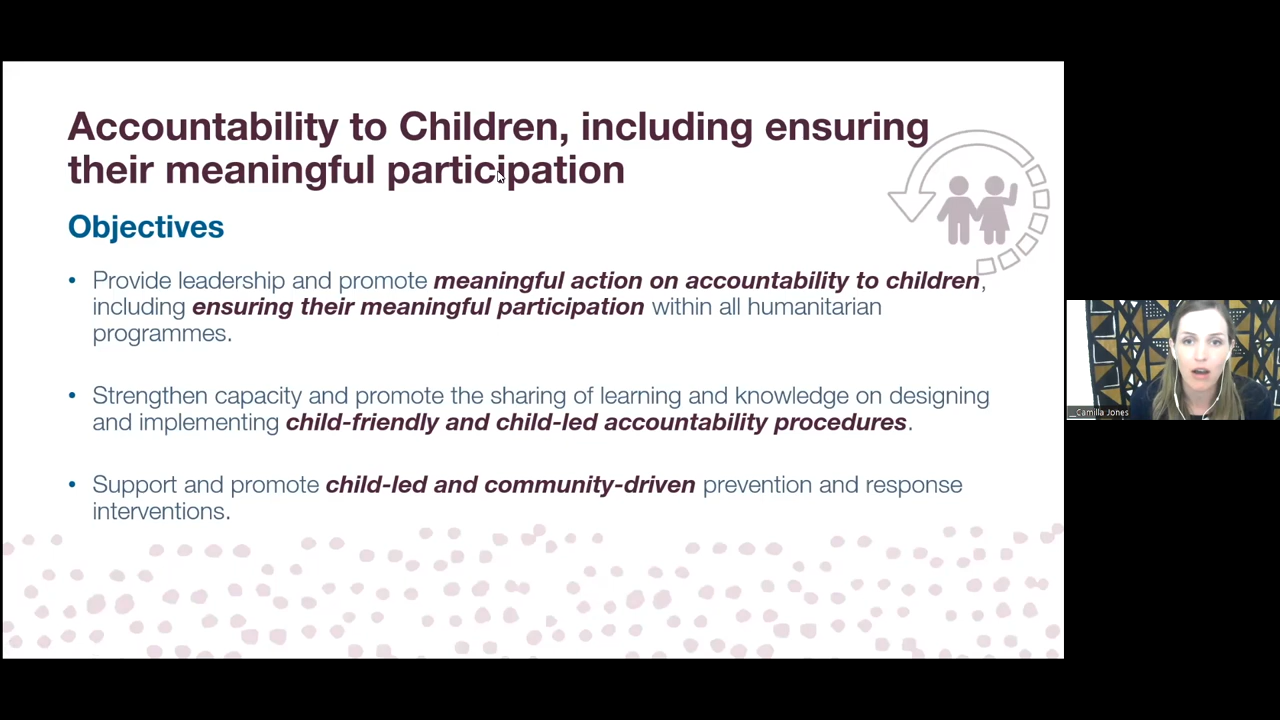 Accountability to Children, including ensuring
their meaningful participation
Objectives
• Provide leadership and promote meaningful action on accountability to children,
including ensuring their meaningful participation within all humanitarian
programmes.
• Strengthen capacity and promote the sharing of learning and knowledge on designing
and implementing child-friendly and child-led accountability procedures.
• Support and promote child-led and community-driven prevention and response
interventions.
_Camilla Jones